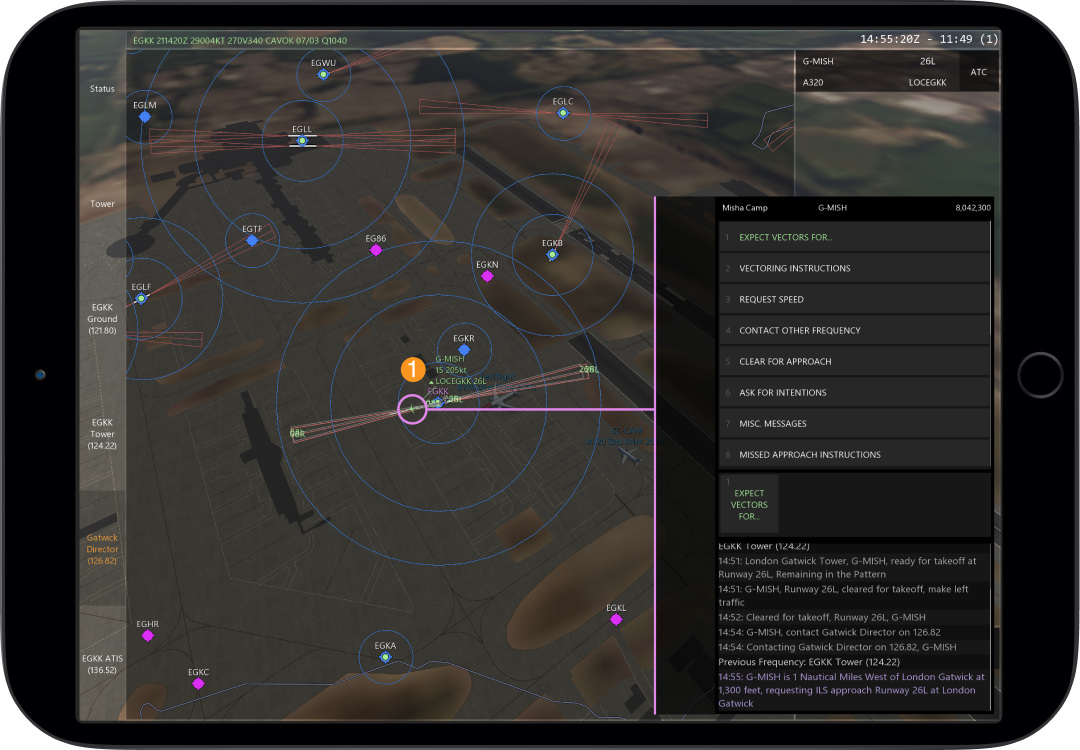 EGKK 211420Z 29004KT 270V340 CAVOK 07/03 Q1040
14:55:20Z - 11:49 (1)
G-MISH 26L
A320 LOCEGKK
ATC
Status
Tower
EGKK
Ground
(121.80)
EGKK
Tower
(124.22)
Gatwick
Director
(126.82)
EGKK ATIS
(136.52)
EGWU
EGLM
EGLL
EGLC
EGTF
EG86
EGKB
EGKN
EGLF
EGKR
1
G-MISH
15 205kt
LOCEGKK 26L
EGKK
EGKL
EGHR
EGKA
EGKC
Misha Camp G-MISH 8,042,300
1 EXPECT VECTORS FOR...
2 VECTORING INSTRUCTIONS
3 REQUEST SPEED
4 CONTACT OTHER FREQUENCY
5 CLEAR FOR APPROACH
6 ASK FOR INTENTIONS
7 MISC. MESSAGES
8 MISSED APPROACH INSTRUCTIONS
1
EXPECT
VECTORS
FOR...
EGKK Tower (124.22)
14:51: London Gatwick Tower, G-MISH, ready for takeoff at
Runway 26L, Remaining in the Pattern
14:51: G-MISH, Runway 26L, cleared for takeoff, make left
traffic
14:52: Cleared for takeoff, Runway 26L, G-MISH
14:54: G-MISH, contact Gatwick Director on 126.82
14:54: Contacting Gatwick Director on 126.82, G-MISH
Previous Frequency: EGKK Tower (124.22)
14:55: G-MISH is 1 Nautical Miles West of London Gatwick at
1,300 feet, requesting ILS approach Runway 26L at London
Gatwick